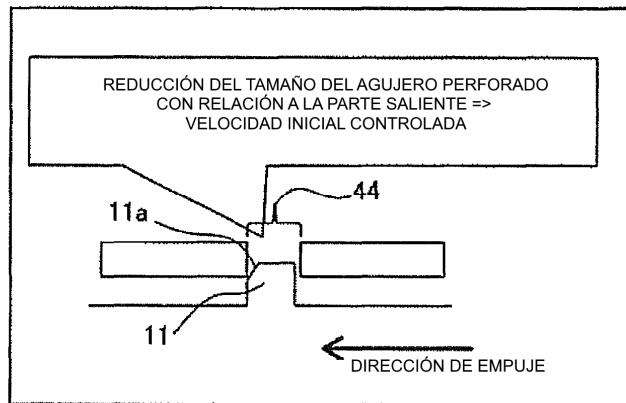 REDUCCIÓN DEL TAMAÑO DEL AGUJERO PERFORADO
CON RELACIÓN A LA PARTE SALIENTE =>
VELOCIDAD INICIAL CONTROLADA
44
11a
11
DIRECCIÓN DE EMPUJE